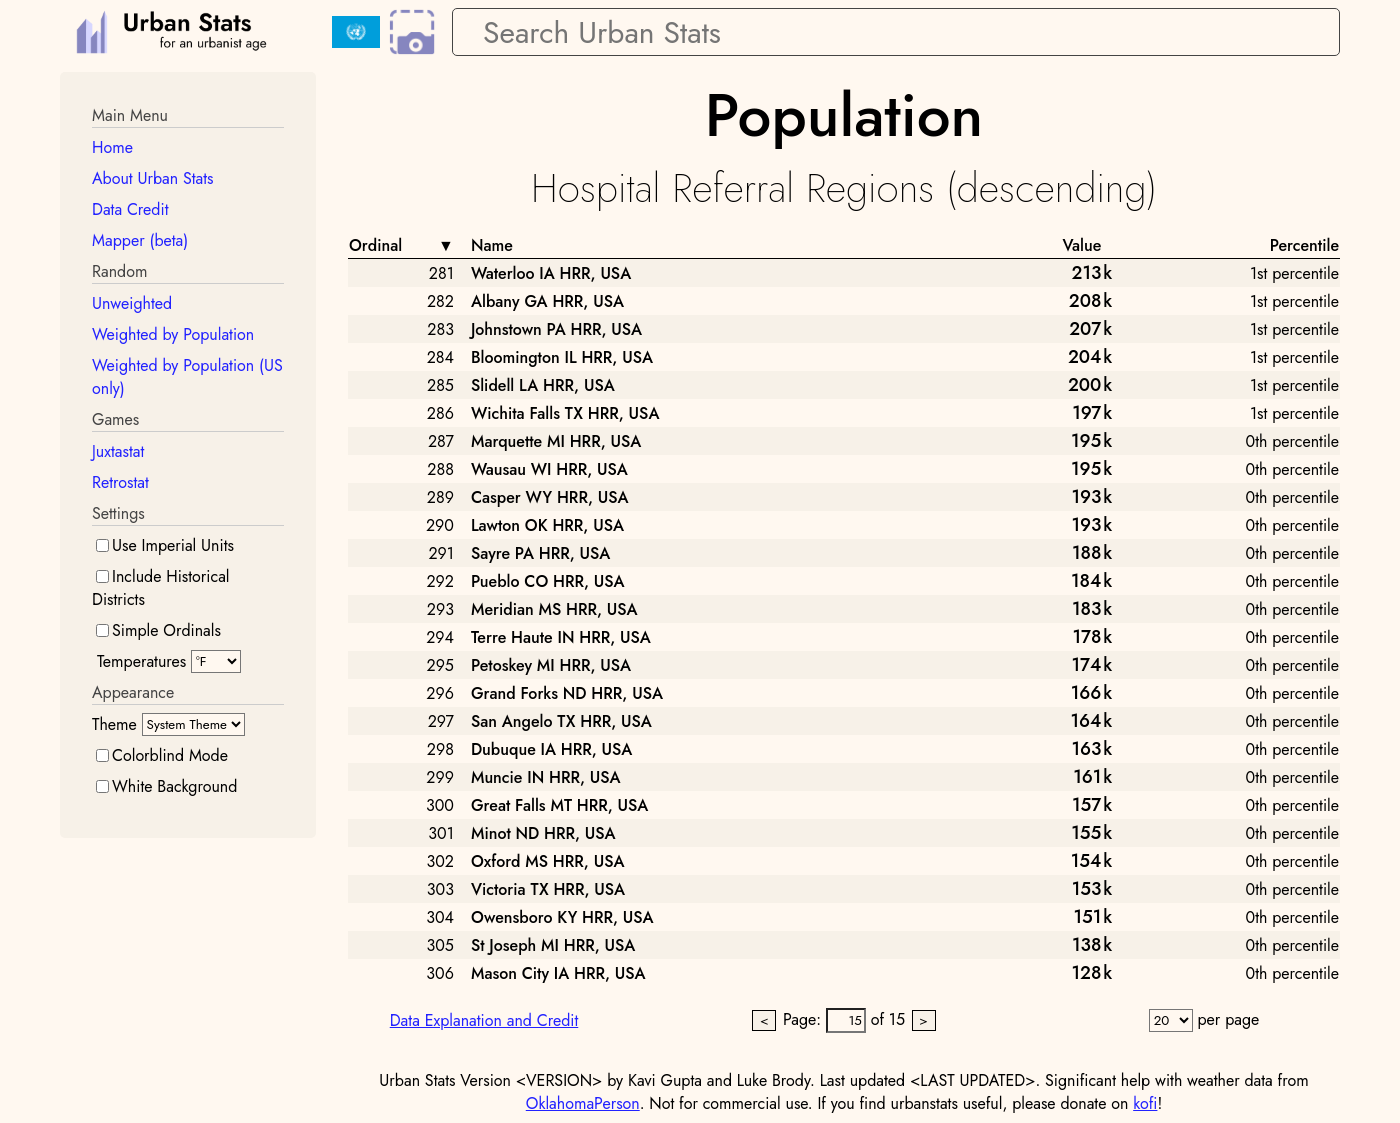 Urban Stats
for an urbanist age
Search Urban Stats
Main Menu
Home
About Urban Stats
Data Credit
Mapper (beta)
Random
Unweighted
Weighted by Population
Weighted by Population (US
only)
Games
Juxtastat
Retrostat
Settings
Use Imperial Units
Include Historical
Districts
Simple Ordinals
Temperatures °F
Appearance
Theme System Theme
Colorblind Mode
White Background
Population
Hospital Referral Regions (descending)
Ordinal ▼ Name Value Percentile
281 Waterloo IA HRR, USA 213k 1st percentile
282 Albany GA HRR, USA 208k 1st percentile
283 Johnstown PA HRR, USA 207k 1st percentile
284 Bloomington IL HRR, USA 204k 1st percentile
285 Slidell LA HRR, USA 200k 1st percentile
286 Wichita Falls TX HRR, USA 197k 1st percentile
287 Marquette MI HRR, USA 195k 0th percentile
288 Wausau WI HRR, USA 195k 0th percentile
289 Casper WY HRR, USA 193k 0th percentile
290 Lawton OK HRR, USA 193k 0th percentile
291 Sayre PA HRR, USA 188k 0th percentile
292 Pueblo CO HRR, USA 184k 0th percentile
293 Meridian MS HRR, USA 183k 0th percentile
294 Terre Haute IN HRR, USA 178k 0th percentile
295 Petoskey MI HRR, USA 174k 0th percentile
296 Grand Forks ND HRR, USA 166k 0th percentile
297 San Angelo TX HRR, USA 164k 0th percentile
298 Dubuque IA HRR, USA 163k 0th percentile
299 Muncie IN HRR, USA 161k 0th percentile
300 Great Falls MT HRR, USA 157k 0th percentile
301 Minot ND HRR, USA 155k 0th percentile
302 Oxford MS HRR, USA 154k 0th percentile
303 Victoria TX HRR, USA 153k 0th percentile
304 Owensboro KY HRR, USA 151k 0th percentile
305 St Joseph MI HRR, USA 138k 0th percentile
306 Mason City IA HRR, USA 128k 0th percentile
Data Explanation and Credit < Page: 15 of 15 > 20 per page
Urban Stats Version <VERSION> by Kavi Gupta and Luke Brody. Last updated <LAST UPDATED>. Significant help with weather data from
OklahomaPerson. Not for commercial use. If you find urbanstats useful, please donate on kofi!